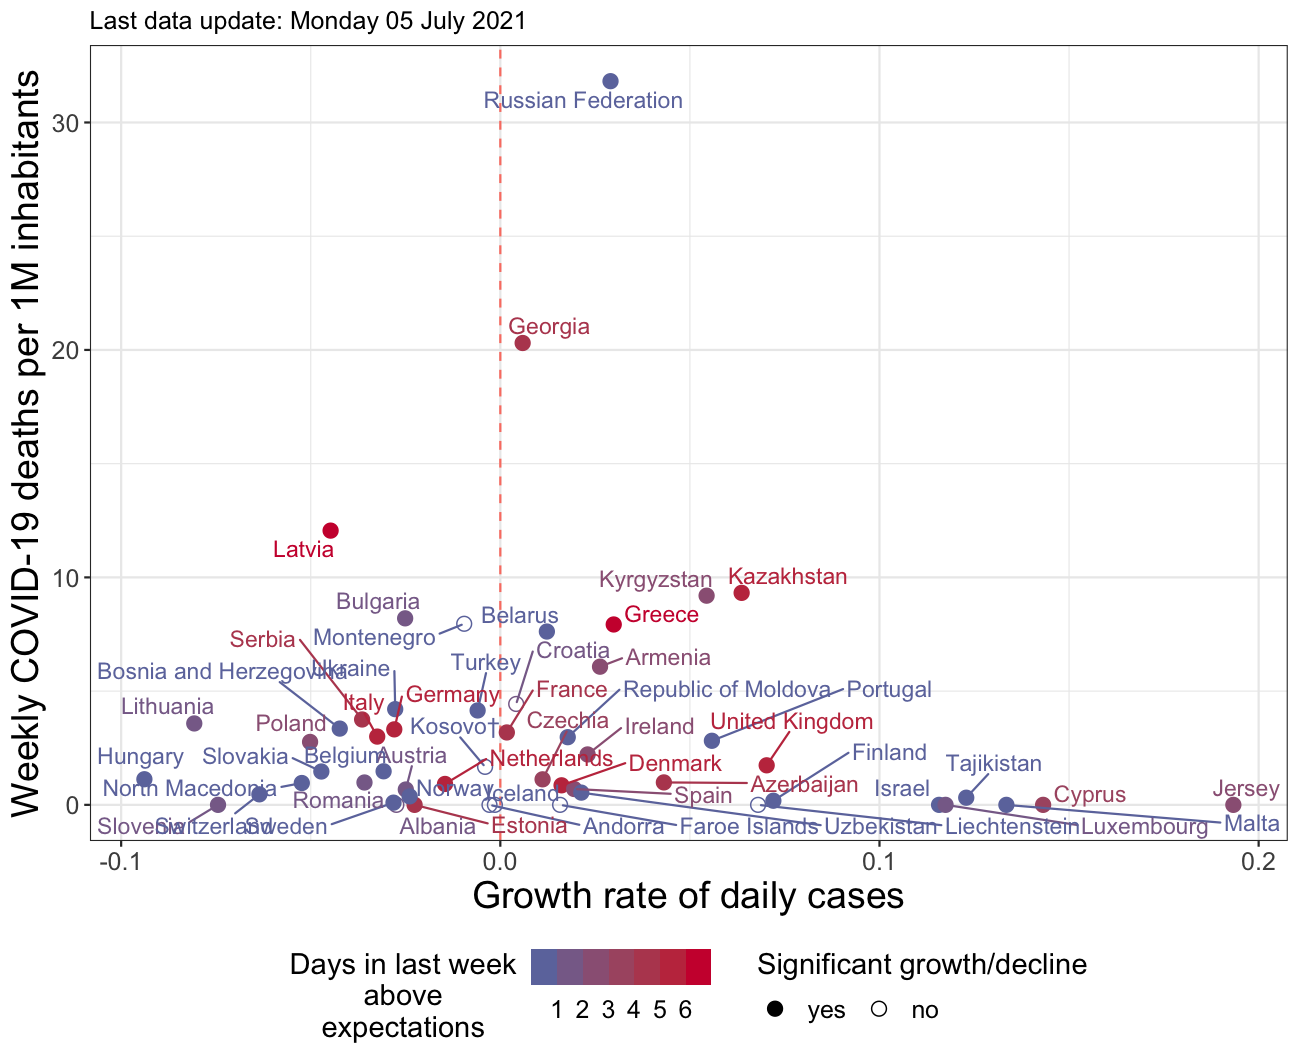 Last data update: Monday 05 July 2021
Weekly COVID-19 deaths per 1M inhabitants
30
20
10
0
Russian Federation
Georgia
Latvia
Kyrgyzstan
Kazakhstan
Bulgaria
Belarus
Greece
Serbia
Montenegro
Croatia
Armenia
Bosnia and Herzegovina
Ukraine
Turkey
Lithuania
Italy
Germany
France
Republic of Moldova
Portugal
Poland
Kosovo†
Czechia
Ireland
United Kingdom
Hungary
Slovakia
Belgium
Austria
Netherlands
Denmark
Finland
Tajikistan
North Macedonia
Romania
Norway
Iceland
Spain
Azerbaijan
Israel
Cyprus
Jersey
Slovenia
Switzerland
Sweden
Albania
Estonia
Andorra
Faroe Islands
Uzbekistan
Liechtenstein
Luxembourg
Malta
-0.1
0.0
0.1
0.2
Growth rate of daily cases
Days in last week
above
expectations
1 2 3 4 5 6
Significant growth/decline
yes
no